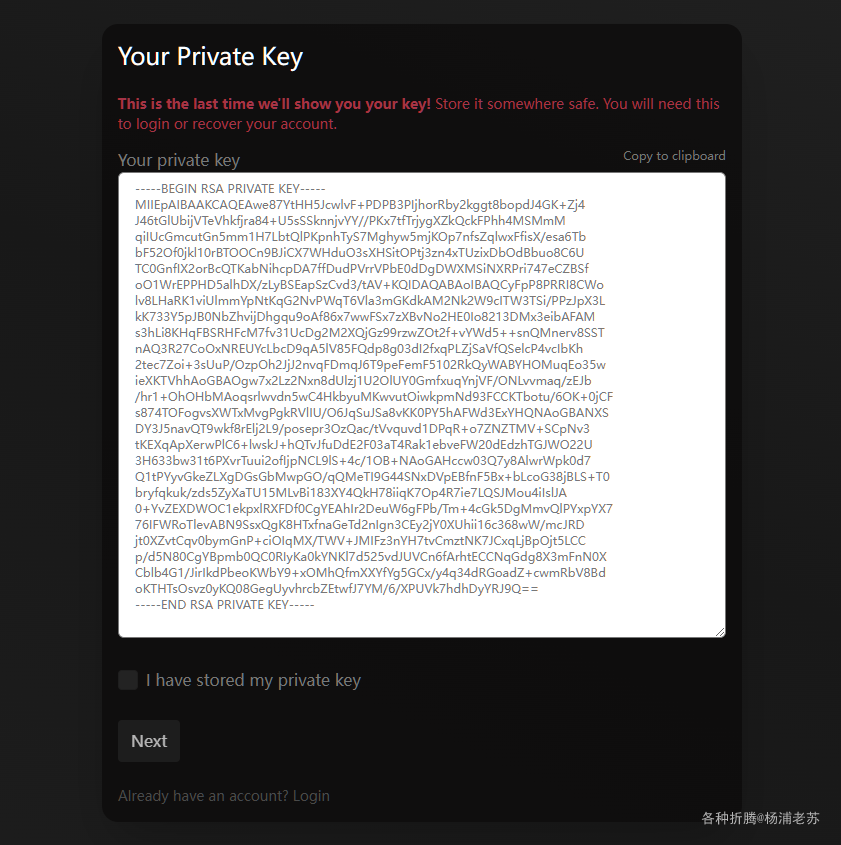 Your Private Key
This is the last time we'll show you your key! Store it somewhere safe. You will need this
to login or recover your account.
Your private key
Copy to clipboard
-----BEGIN RSA PRIVATE KEY-----
MIIEpAIBAAKCAQEAwe87YtHH5JcwlvF+PDPB3PljhorRby2kggt8bopdJ4GK+Zj4
J46tGlUbijVTeVhkfjra84+U5sSSknnjvYY//PKx7tfTrjygXZkQckFPhh4MSMmM
qiIUcGmcutGn5mm1H7LbtQlPKpnhTyS7Mghyw5mjKOp7nfsZqlwxFfisX/esa6Tb
bF52Of0jkl10rBTOOCn9BJiCX7WHduO3sXHSitOPtj3zn4xTUzixDbOdBbuo8C6U
TC0GnfIX2orBcQTKabNihcpDA7ffDudPVrrVPbE0dDgDWXMSiNXRPri747eCZBSf
oO1WrEPPHD5alhDX/zLyBSEapSzCvd3/tAV+KQIDAQABAoIBAQCyFpP8PRRI8CWo
lv8LHaRK1viUlmmYpNtKqG2NvPWqT6Vla3mGKdkAM2Nk2W9cITW3TSi/PPzJpX3L
kK733Y5pJB0NbZhvijDhgqu9oAf86x7wwFSx7zXBvNo2HE0Io8213DMx3eibAFAM
s3hLi8KHqFBSRHFcM7fv31UcDg2M2XQjGz99rzwZOt2f+vYWd5++snQMnerv8SST
nAQ3R27CoOxNREUYcLbcD9qA5lV85FQdp8g03dI2fxqPLZjSaVfQSelcP4vcIbKh
2tec7Zoi+3sUuP/OzpOh2JjJ2nvqFDmqJ6T9peFemF5102RkQyWABYHOMuqEo35w
ieXKTVhhAoGBAOgw7x2Lz2Nxn8dUlzj1U2OlUY0GmfxuqYnjVF/ONLvvmaq/zEJb
/hr1+OhOHbMAoqsrlwvdn5wC4HkbyuMKwvutOiwkpmNd93FCCKTbotu/6OK+0jCF
s874TOFogvsXWTxMvgPgkRVlIU/O6JqSuJSa8vKK0PY5hAFWd3ExYHQNAoGBANXS
DY3J5navQT9wkf8rElj2L9/posepr3OzQac/tVvquvd1DPqR+o7ZNZTMV+SCpNv3
tKEXqApXerwPlC6+lwskJ+hQTvJfuDdE2F03aT4Rak1ebveFW20dEdzhTGJWO22U
3H633bw31t6PXvrTuui2ofIjpNCL9lS+4c/1OB+NAoGAHccw03Q7y8AlwrWpk0d7
Q1tPYyvGkeZLXgDGsGbMwpGO/qQMeTI9G44SNxDVpEBfnF5Bx+bLcoG38jBLS+T0
bryfqkuk/zds5ZyXaTU15MLvBi183XY4QkH78iiqK7Op4R7ie7LQSJMou4iIslJA
0+YvZEXDWOC1ekpxlRXFDf0CgYEAhIr2DeuW6gFPb/Tm+4cGk5DgMmvQlPYxpYX7
76IFWRoTlevABN9SsxQgK8HTxfnaGeTd2nIgn3CEy2jY0XUhii16c368wW/mcJRD
jt0XZvtCqv0bymGnP+ciOIqMX/TWV+JMIFz3nYH7tvCmztNK7JCxqLjBpOjt5LCC
p/d5N80CgYBpmb0QC0RIyKa0kYNKl7d525vdJUVCn6fArhtECCNqGdg8X3mFnN0X
Cblb4G1/JirIkdPbeoKWbY9+xOMhQfmXXYfYg5GCx/y4q34dRGoadZ+cwmRbV8Bd
oKTHTsOsvz0yKQ08GegUyvhrcbZEtwfJ7YM/6/XPUVk7hdhDyYRJ9Q==
-----END RSA PRIVATE KEY-----
I have stored my private key
Next
Already have an account? Login
各种折腾@杨浦老苏